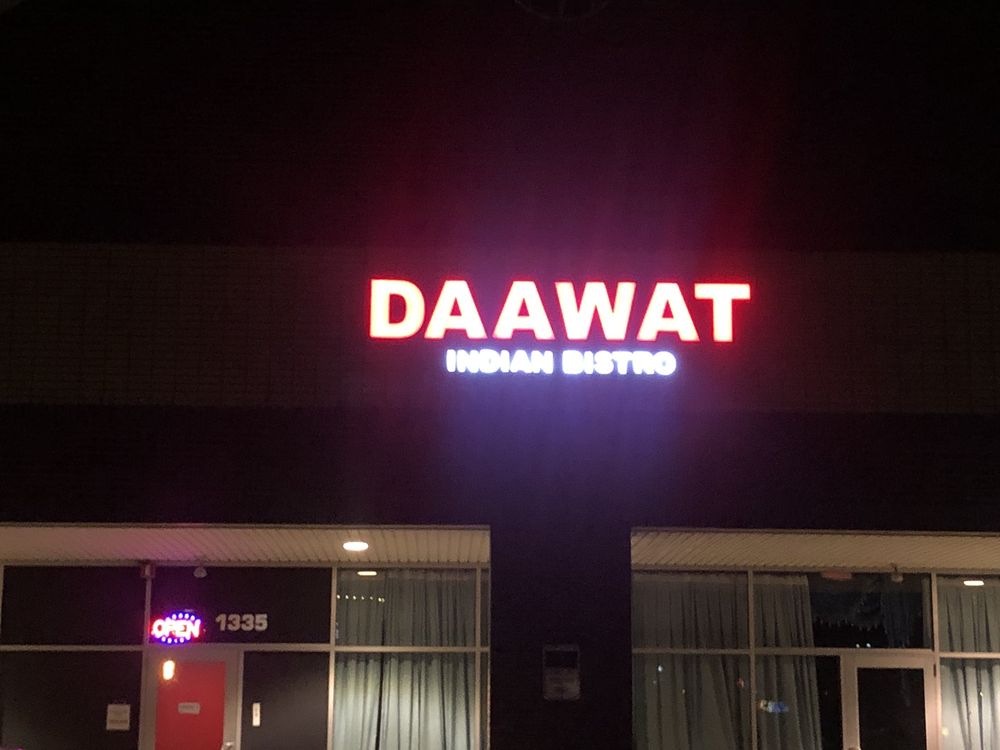 DAAWAT
INDIAN BISTRO
OPEN
1335